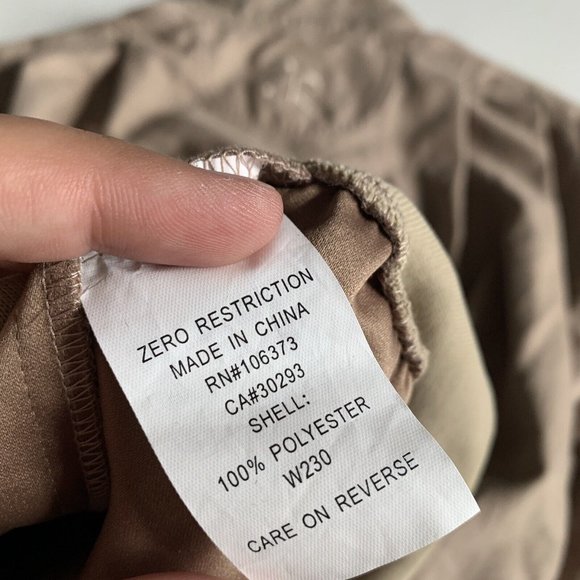 ZERO RESTRICTION
MADE IN CHINA
RN#106373
CA#30293
SHELL:
100% POLYESTER
W230
CARE ON REVERSE